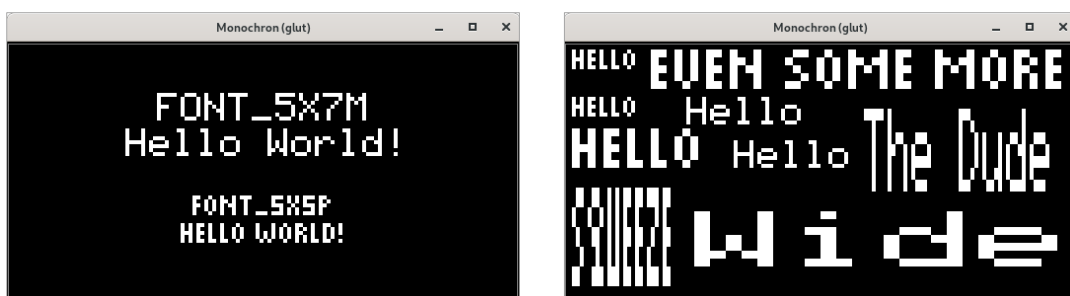 Monochron (glut)
FONT_5X7M
Hello World!
FONT_5X5P
HELLO WORLD!
Monochron (glut)
HELLO EVEN SOME MORE
HELLO Hello
HELLO Hello The Dude
SQUEEZE Wide